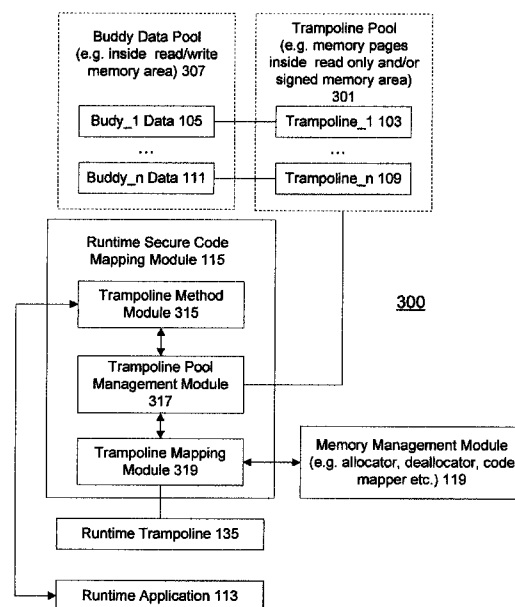 Buddy Data Pool
(e.g. inside read/write
memory area) 307
Budy_1 Data 105
...
Buddy_n Data 111
Trampoline Pool
(e.g. memory pages
inside read only and/or
signed memory area)
301
Trampoline_1 103
...
Trampoline_n 109
Runtime Secure Code
Mapping Module 115
Trampoline Method
Module 315
Trampoline Pool
Management Module
317
Trampoline Mapping
Module 319
300
Memory Management Module
(e.g. allocator, deallocator, code
mapper etc.) 119
Runtime Trampoline 135
Runtime Application 113